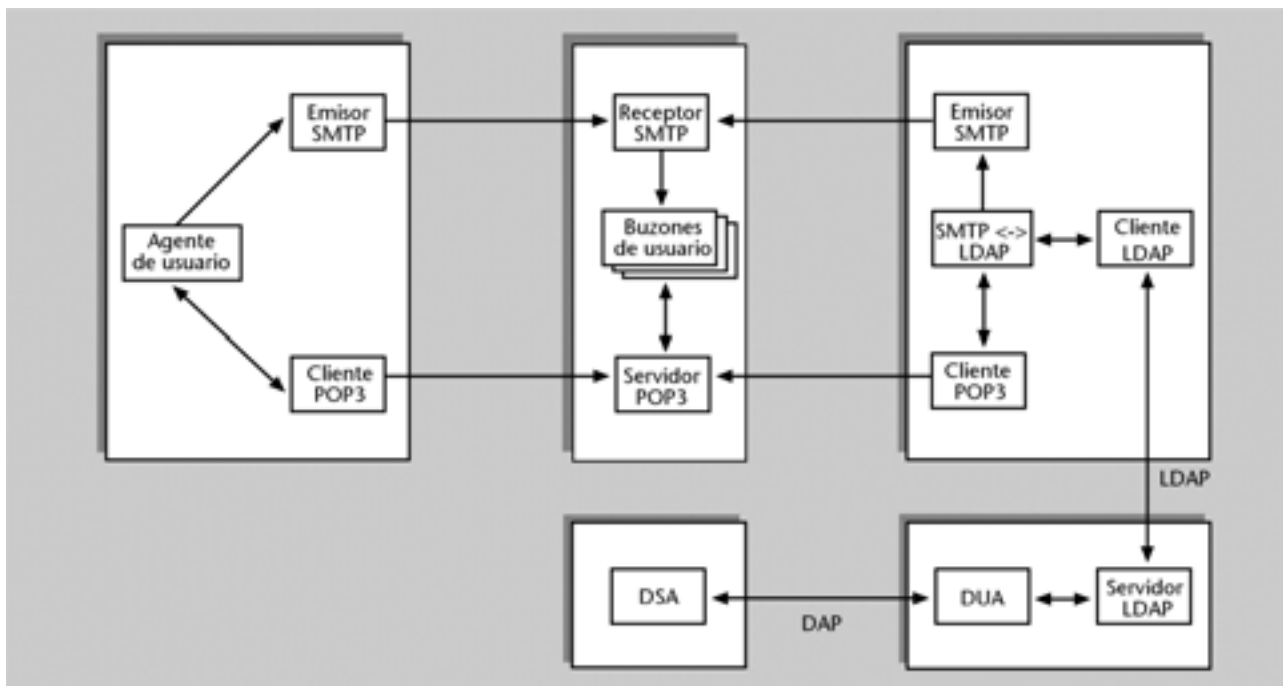 Emisor
SMTP
Receptor
SMTP
Emisor
SMTP
Agente
de usuario
Buzones
de usuario
SMTP <->
LDAP
Cliente
LDAP
Cliente
POP3
Servidor
POP3
Cliente
POP3
LDAP
DSA
DAP
DUA
Servidor
LDAP